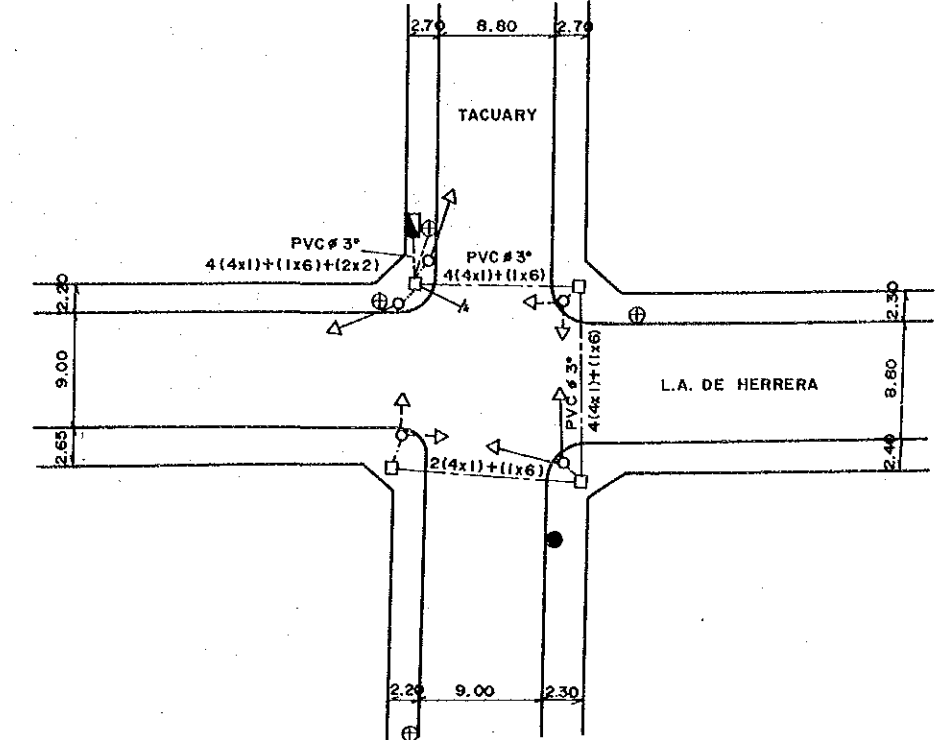 2.70 8.80 2.70
TACUARY
PVC ø 3"
4(4x1)+(1x6)+(2x2)
PVC ø 3"
4(4x1)+(1x6)
2.20
9.00
2.65
2.30
8.80
2.40
L.A. DE HERRERA
PVC ø 3"
4(4x1)+(1x6)
2(4x1)+(1x6)
2.20 9.00 2.30